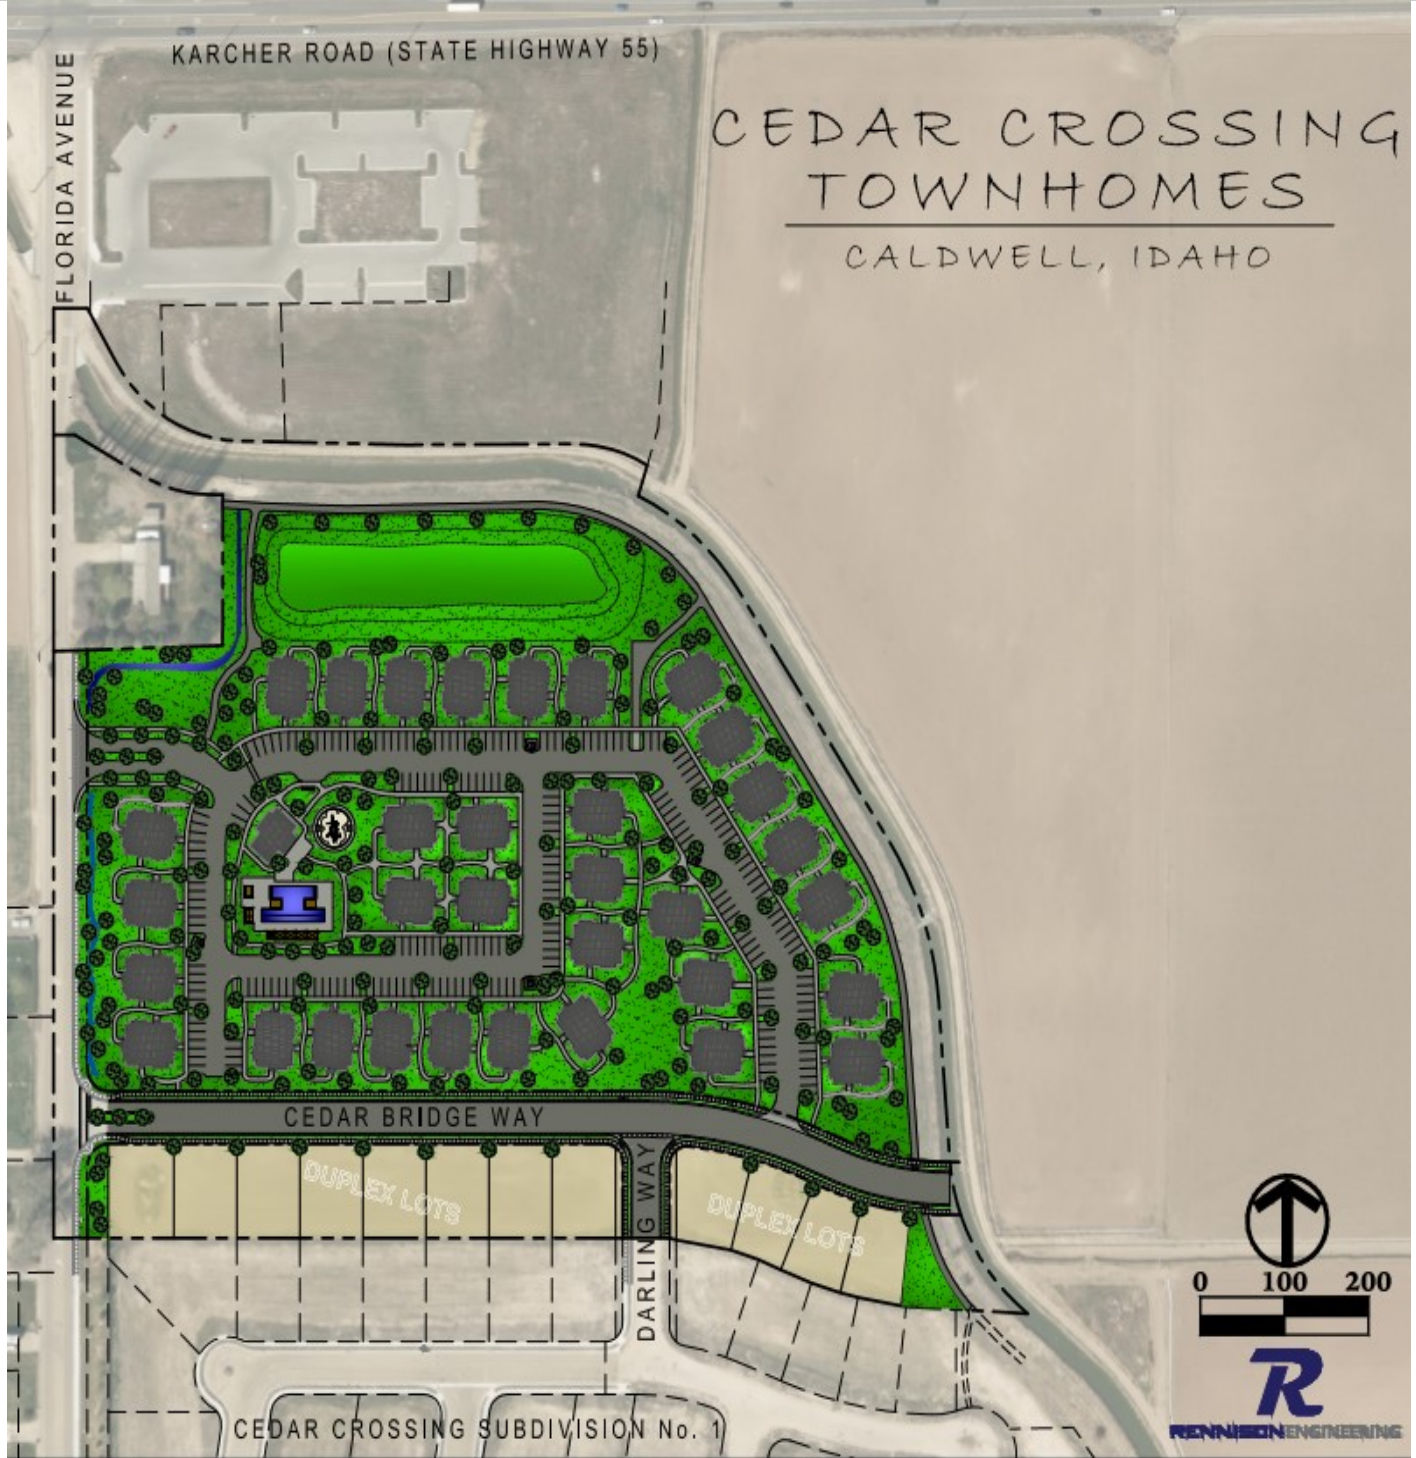 KARCHER ROAD (STATE HIGHWAY 55)
FLORIDA AVENUE
CEDAR CROSSING
TOWNHOMES
CALDWELL, IDAHO
CEDAR BRIDGE WAY
DUPLEX LOTS
DARLING WAY
DUPLEX LOTS
0 100 200
R
RENNISON ENGINEERING
CEDAR CROSSING SUBDIVISION No. 1